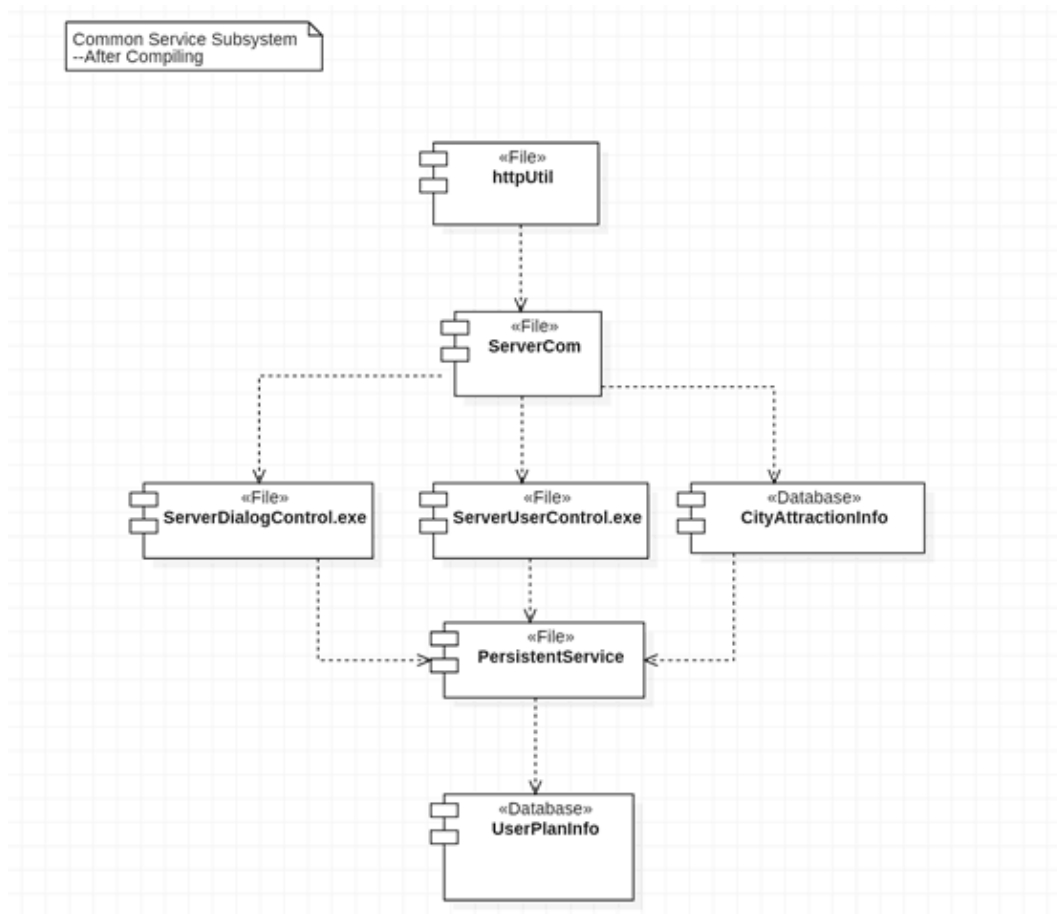 Common Service Subsystem
--After Compiling
«File»
httpUtil
«File»
ServerCom
«File»
ServerDialogControl.exe
«File»
ServerUserControl.exe
«Database»
CityAttractionInfo
«File»
PersistentService
«Database»
UserPlanInfo